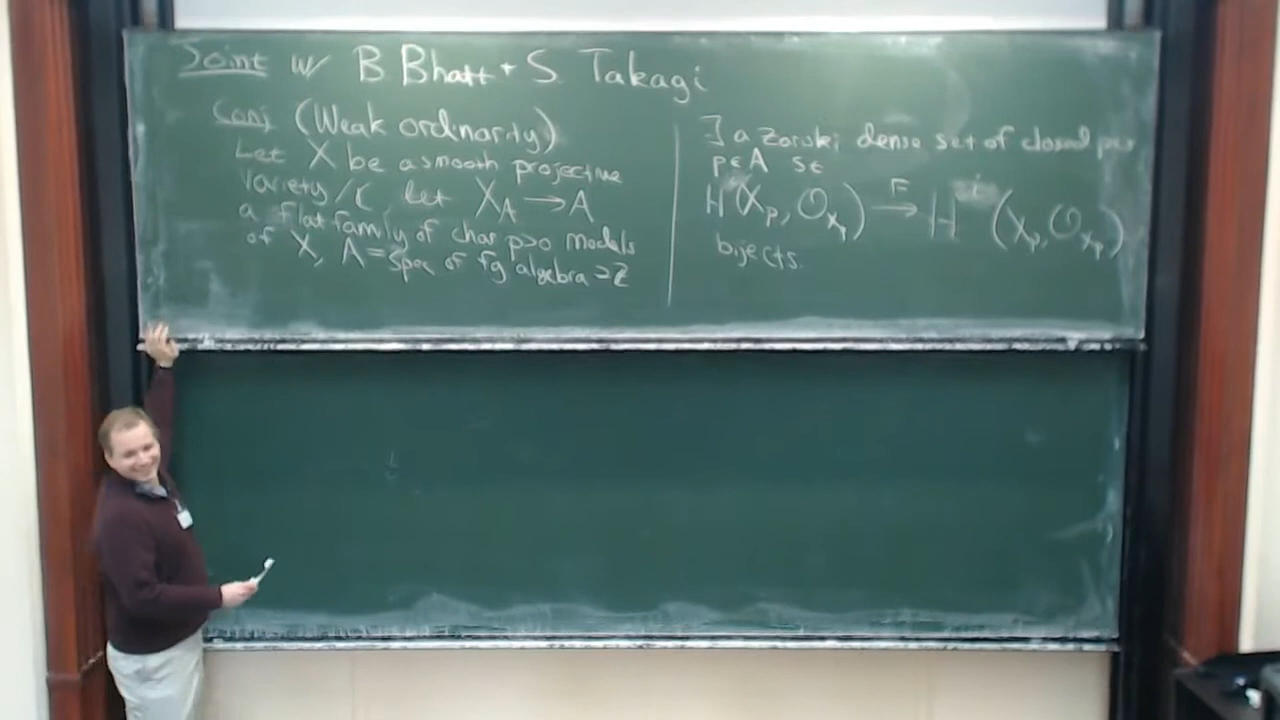 Joint w/ B Bhatt + S Takagi
Conj (Weak ordinarity)
Let X be a smooth projective
variety / ℂ, let X_A → A
a flat family of char p>0 models
of X, A = Spec of fg algebra ⊇ ℤ
∃ a Zariski dense set of closed pts
p ∈ A st
H(X_p, O_{X_p}) →^F H (X_p, O_{X_p})
bijects.